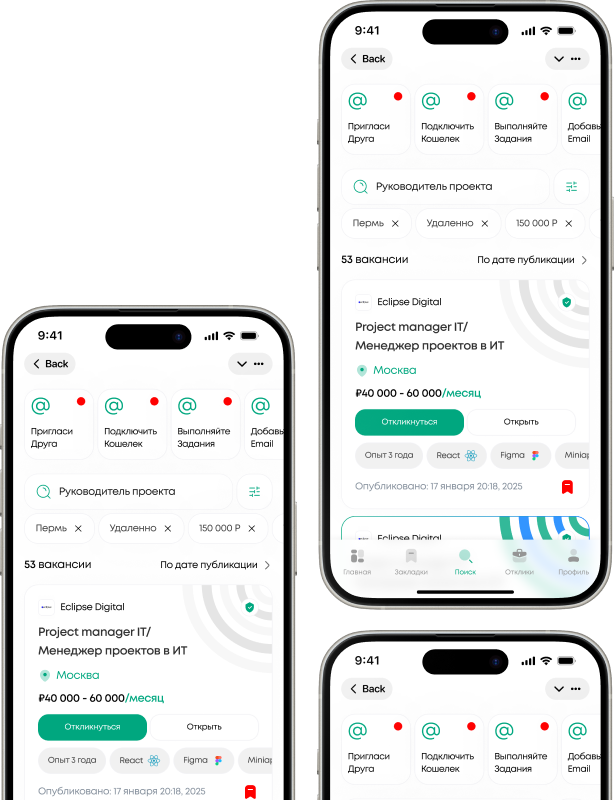 9:41
Back
Пригласи
Друга
Подключить
Кошелек
Выполняйте
Задания
Добавь
Email
Руководитель проекта
Пермь
Удаленно
150 000 Р
53 вакансии
По дате публикации
Eclipse Digital
Project manager IT/
Менеджер проектов в ИТ
Москва
₽40 000 - 60 000/месяц
Откликнуться
Открыть
Опыт 3 года
React
Figma
Miniap
Опубликовано: 17 января 20:18, 2025
Eclipse Digital
Главная
Закладки
Поиск
Отклики
Профиль
9:41
Back
Пригласи
Друга
Подключить
Кошелек
Выполняйте
Задания
Добавь
Email
Руководитель проекта
Пермь
Удаленно
150 000 Р
53 вакансии
По дате публикации
Eclipse Digital
Project manager IT/
Менеджер проектов в ИТ
Москва
₽40 000 - 60 000/месяц
Откликнуться
Открыть
Опыт 3 года
React
Figma
Miniap
Опубликовано: 17 января 20:18, 2025
9:41
Back
Пригласи
Друга
Подключить
Кошелек
Выполняйте
Задания
Добавь
Email